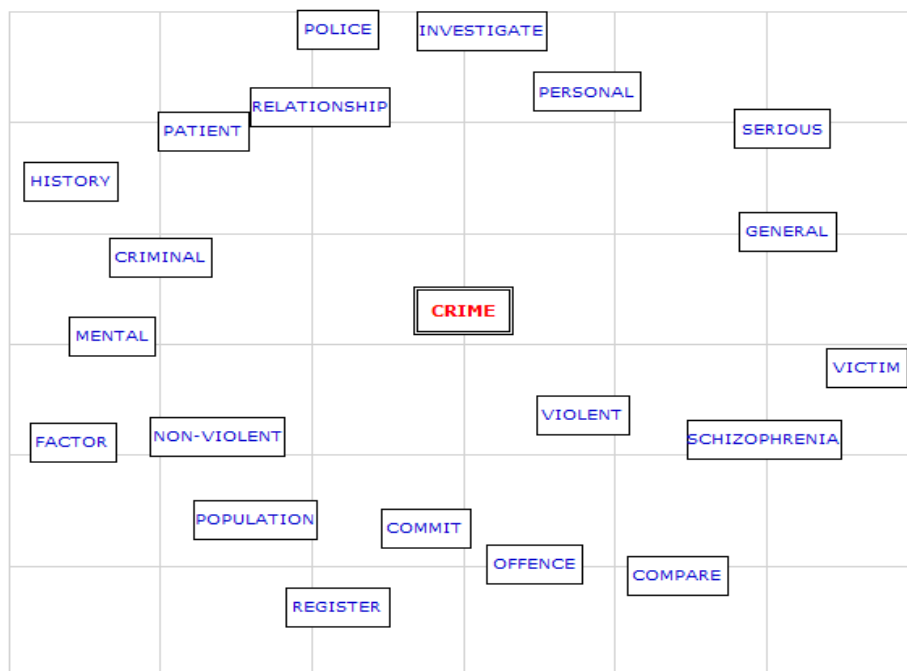 POLICE
INVESTIGATE
PERSONAL
RELATIONSHIP
SERIOUS
PATIENT
HISTORY
GENERAL
CRIMINAL
CRIME
MENTAL
VICTIM
VIOLENT
NON-VIOLENT
SCHIZOPHRENIA
FACTOR
POPULATION
COMMIT
OFFENCE
COMPARE
REGISTER